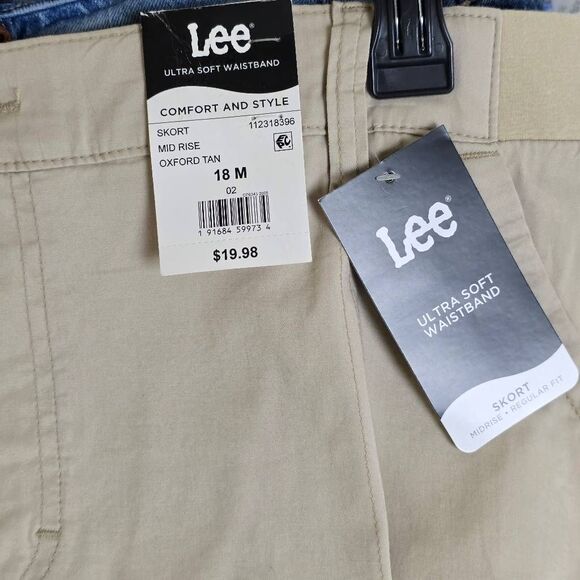 Lee
ULTRA SOFT WAISTBAND
COMFORT AND STYLE
SKORT 112318396
MID RISE
OXFORD TAN
18 M
02
1 91684 59973 4
$19.98
Lee
ULTRA SOFT
WAISTBAND
SKORT
MIDRISE • REGULAR FIT